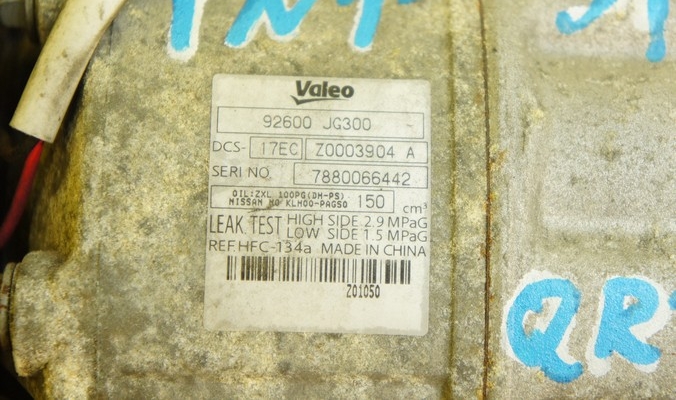 Valeo
92600 JG300 -
DCS- 17EC Z0003904 A
SERI NO. 7880066442
OIL:ZXL 100PG(DH-PS)
NISSAN NO KLH00-PAGS0 150 cm³
LEAK TEST HIGH SIDE 2.9 MPaG
LOW SIDE 1.5 MPaG
REF.HFC-134a MADE IN CHINA
Z01050
QR